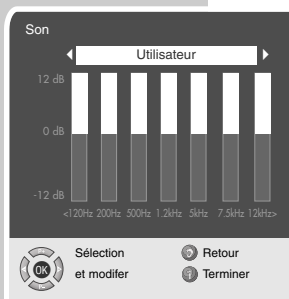 Son
Utilisateur
12 dB
0 dB
-12 dB
<120Hz 200Hz 500Hz 1.2kHz 5kHz 7.5kHz 12kHz>
Sélection
et modifer
OK
Retour
i Terminer